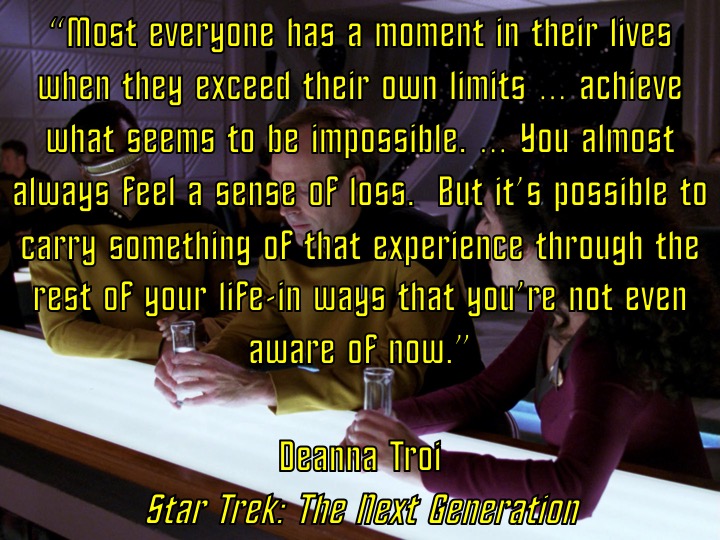 “Most everyone has a moment in their lives
when they exceed their own limits ... achieve
what seems to be impossible. ... You almost
always feel a sense of loss.  But it’s possible to
carry something of that experience through the
rest of your life-in ways that you’re not even
aware of now.”
Deanna Troi
Star Trek: The Next Generation